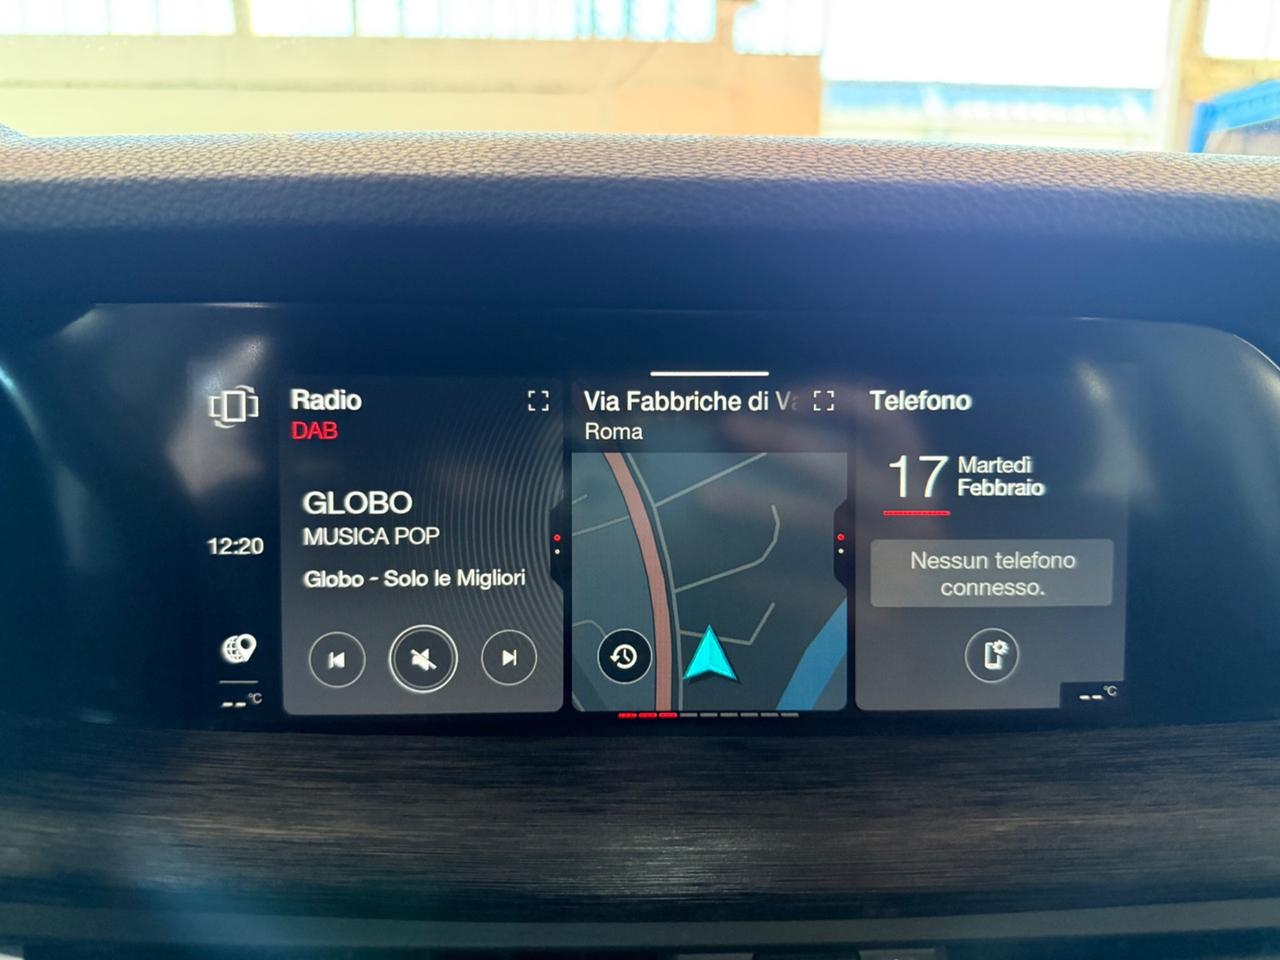 Radio
DAB
GLOBO
MUSICA POP
Globo - Solo le Migliori
12:20
--°C
Via Fabbriche di Va
Roma
Telefono
17
Martedì
Febbraio
Nessun telefono
connesso.
--°C